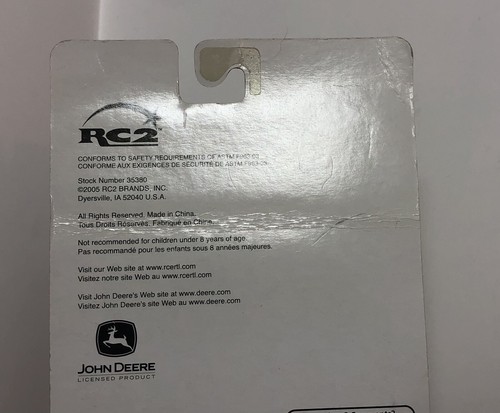 RC2
CONFORMS TO SAFETY REQUIREMENTS OF ASTM F963-03
CONFORME AUX EXIGENCES DE SÉCURITÉ DE ASTM F963-03
Stock Number 35380
©2005 RC2 BRANDS, INC.
Dyersville, IA 52040 U.S.A.
All Rights Reserved. Made in China.
Tous Droits Réservés. Fabriqué en Chine.
Not recommended for children under 8 years of age.
Pas recommandé pour les enfants sous 8 années majeures.
Visit our Web site at www.rcertl.com
Visitez notre site Web au www.rcertl.com
Visit John Deere's Web site at www.deere.com
Visitez John Deere's site Web au www.deere.com
JOHN DEERE
LICENSED PRODUCT